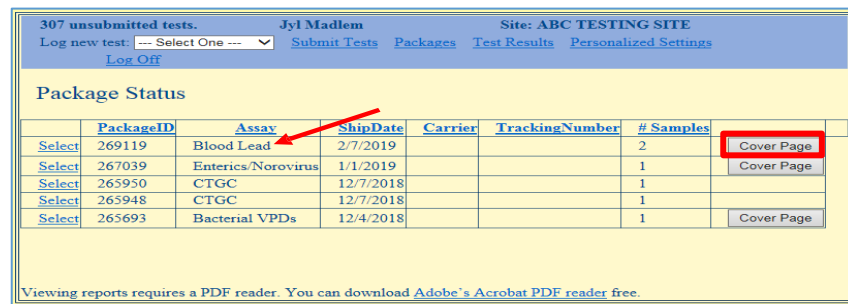 307 unsubmitted tests. Jyl Madlem Site: ABC TESTING SITE
Log new test: --- Select One --- Submit Tests Packages Test Results Personalized Settings
Log Off
Package Status
PackageID Assay ShipDate Carrier TrackingNumber # Samples
Select 269119 Blood Lead 2/7/2019 2 Cover Page
Select 267039 Enterics/Norovirus 1/1/2019 1 Cover Page
Select 265950 CTGC 12/7/2018 1
Select 265948 CTGC 12/7/2018 1
Select 265693 Bacterial VPDs 12/4/2018 1 Cover Page
Viewing reports requires a PDF reader. You can download Adobe's Acrobat PDF reader free.